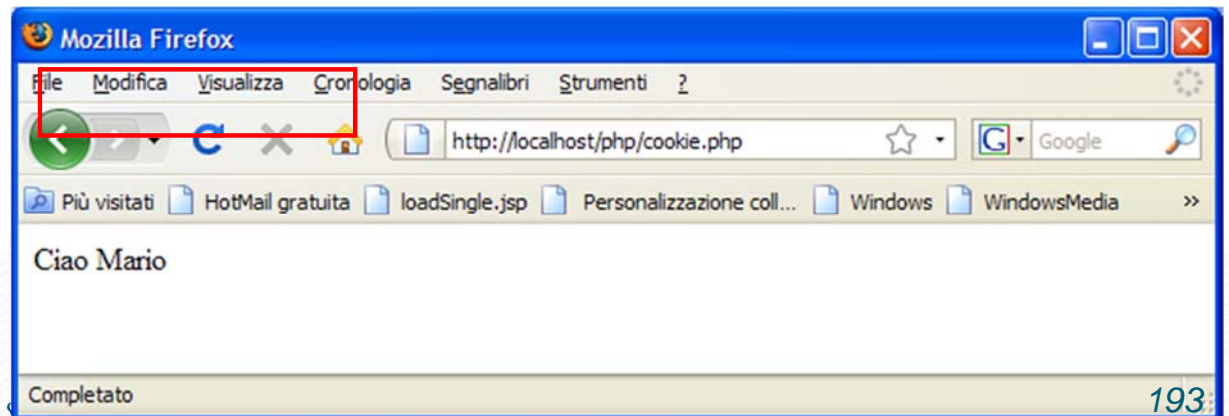 Mozilla Firefox
File Modifica Visualizza Cronologia Segnalibri Strumenti ?
http://localhost/php/cookie.php G Google
Più visitati HotMail gratuita loadSingle.jsp Personalizzazione coll... Windows WindowsMedia »
Ciao Mario
Completato
193